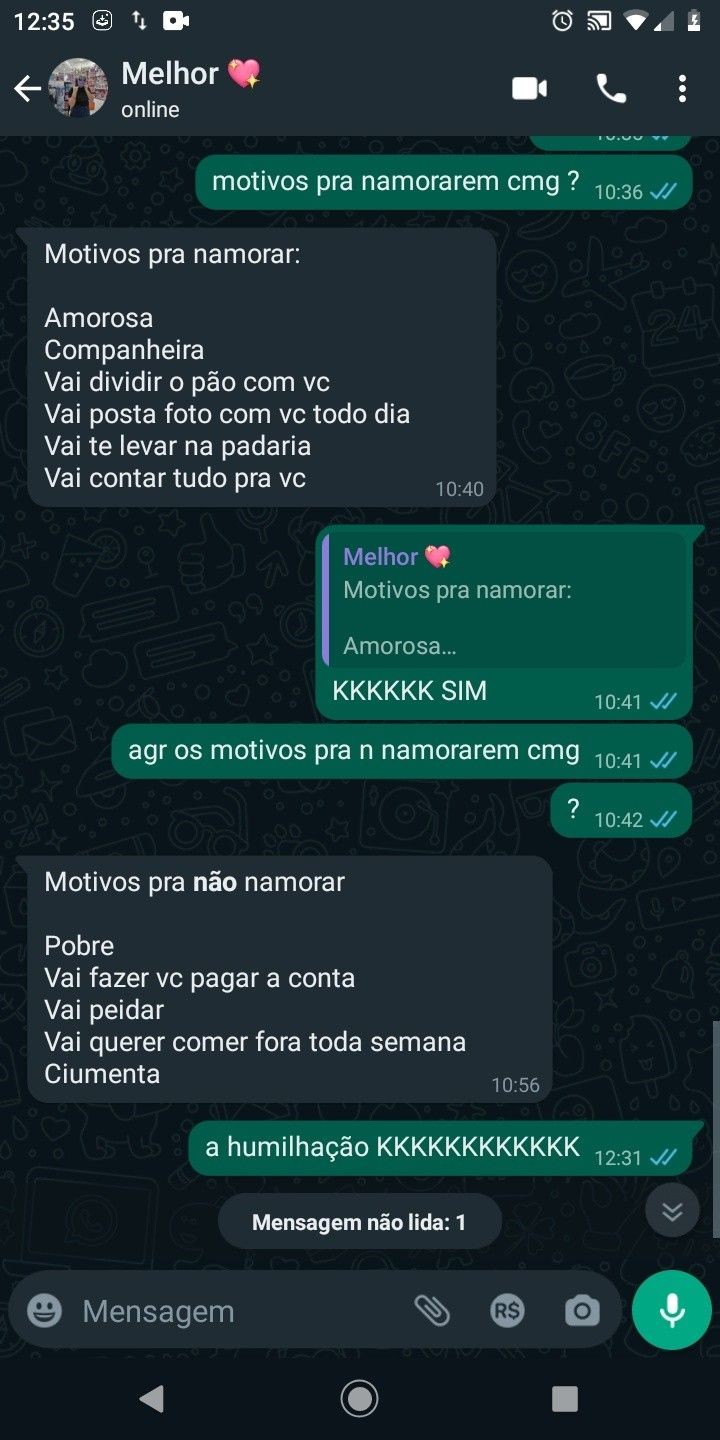 12:35
Melhor 💖
online
motivos pra namorarem cmg ? 10:36
Motivos pra namorar:
Amorosa
Companheira
Vai dividir o pão com vc
Vai posta foto com vc todo dia
Vai te levar na padaria
Vai contar tudo pra vc
10:40
Melhor 💖
Motivos pra namorar:
Amorosa...
KKKKKK SIM 10:41
agr os motivos pra n namorarem cmg 10:41
? 10:42
Motivos pra não namorar
Pobre
Vai fazer vc pagar a conta
Vai peidar
Vai querer comer fora toda semana
Ciumenta
10:56
a humilhação KKKKKKKKKKKK 12:31
Mensagem não lida: 1
Mensagem R$